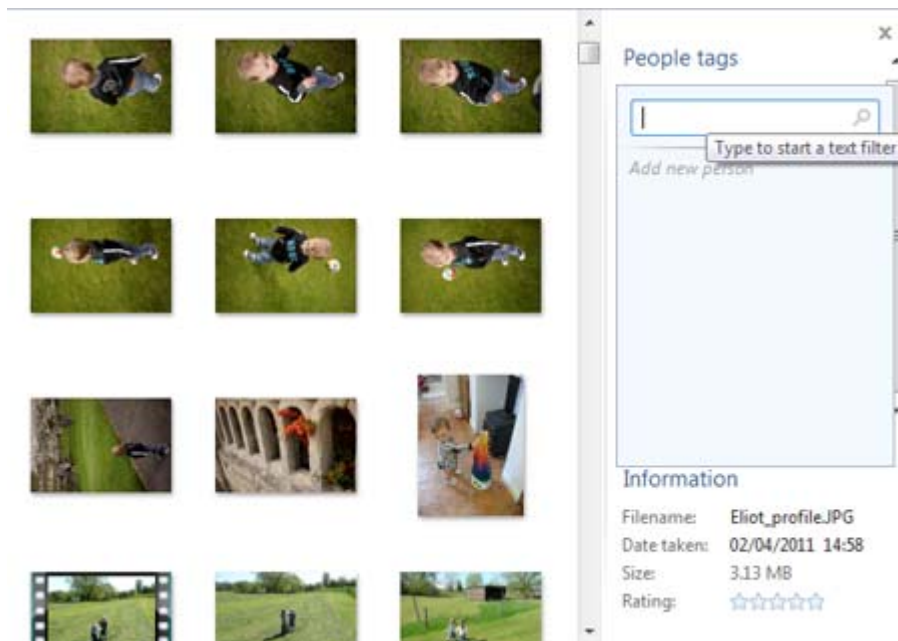 People tags
Type to start a text filter
Add new person
Information
Filename: Eliot_profile.JPG
Date taken: 02/04/2011 14:58
Size: 3.13 MB
Rating: